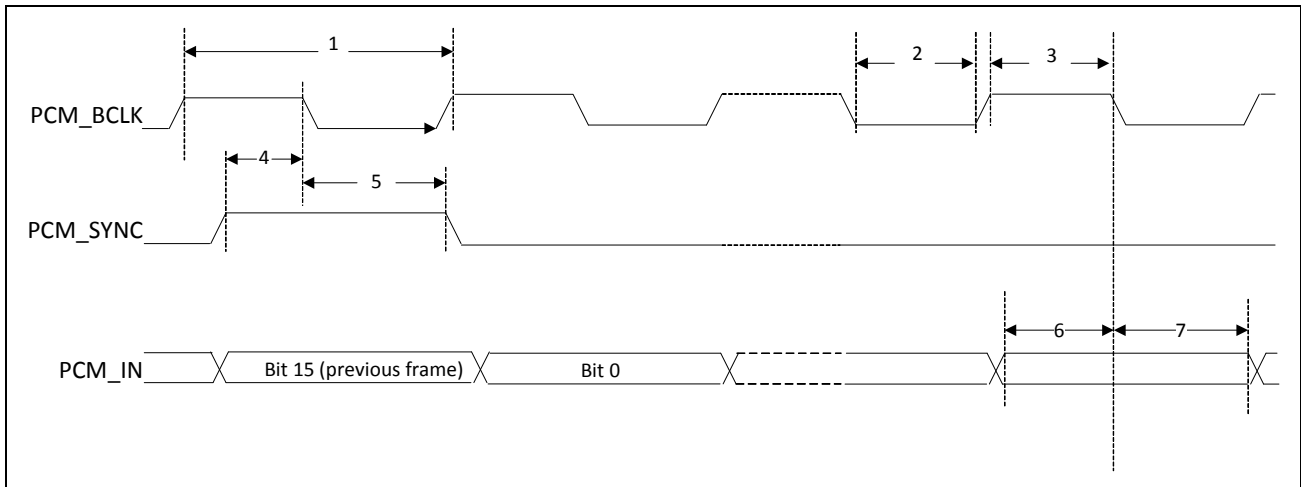 1
2
3
PCM_BCLK
4
5
PCM_SYNC
6
7
PCM_IN
Bit 15 (previous frame)
Bit 0